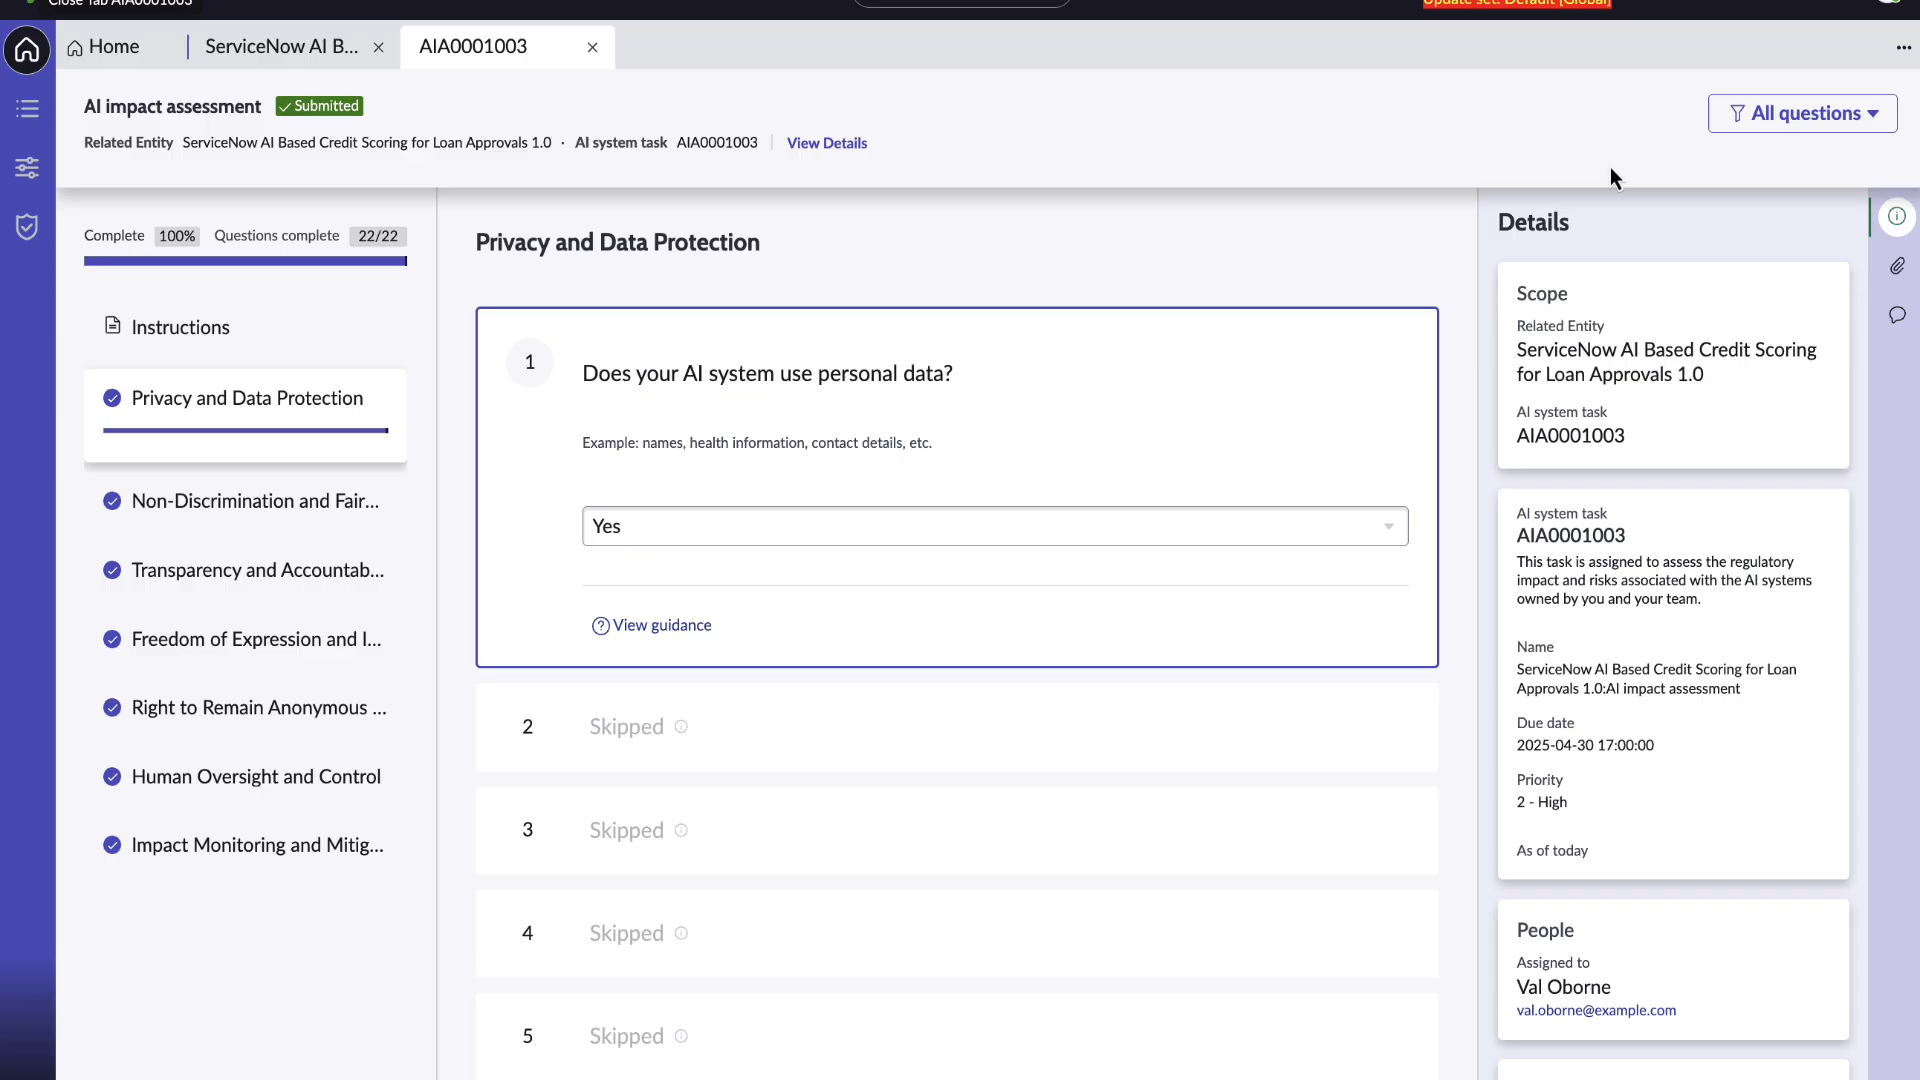 Close Tab AIA0001003
Update set: Default [Global]
Home
ServiceNow AI B...
AIA0001003
AI impact assessment
Submitted
All questions
Related Entity ServiceNow AI Based Credit Scoring for Loan Approvals 1.0 · AI system task AIA0001003
View Details
Complete 100% Questions complete 22/22
Instructions
Privacy and Data Protection
Non-Discrimination and Fair...
Transparency and Accountab...
Freedom of Expression and I...
Right to Remain Anonymous ...
Human Oversight and Control
Impact Monitoring and Mitig...
Privacy and Data Protection
1
Does your AI system use personal data?
Example: names, health information, contact details, etc.
Yes
View guidance
2 Skipped
3 Skipped
4 Skipped
5 Skipped
Details
Scope
Related Entity
ServiceNow AI Based Credit Scoring
for Loan Approvals 1.0
AI system task
AIA0001003
AI system task
AIA0001003
This task is assigned to assess the regulatory
impact and risks associated with the AI systems
owned by you and your team.
Name
ServiceNow AI Based Credit Scoring for Loan
Approvals 1.0:AI impact assessment
Due date
2025-04-30 17:00:00
Priority
2 - High
As of today
People
Assigned to
Val Oborne
val.oborne@example.com